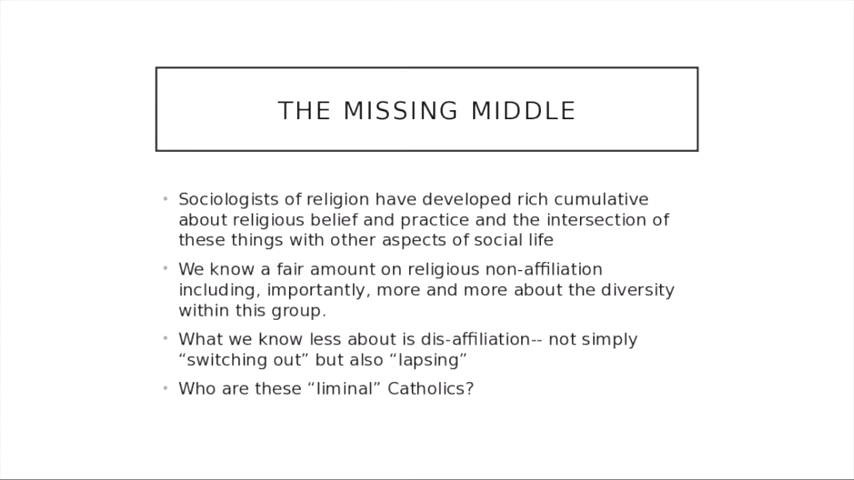 THE MISSING MIDDLE
• Sociologists of religion have developed rich cumulative
about religious belief and practice and the intersection of
these things with other aspects of social life
• We know a fair amount on religious non-affiliation
including, importantly, more and more about the diversity
within this group.
• What we know less about is dis-affiliation-- not simply
“switching out” but also “lapsing”
• Who are these “liminal” Catholics?